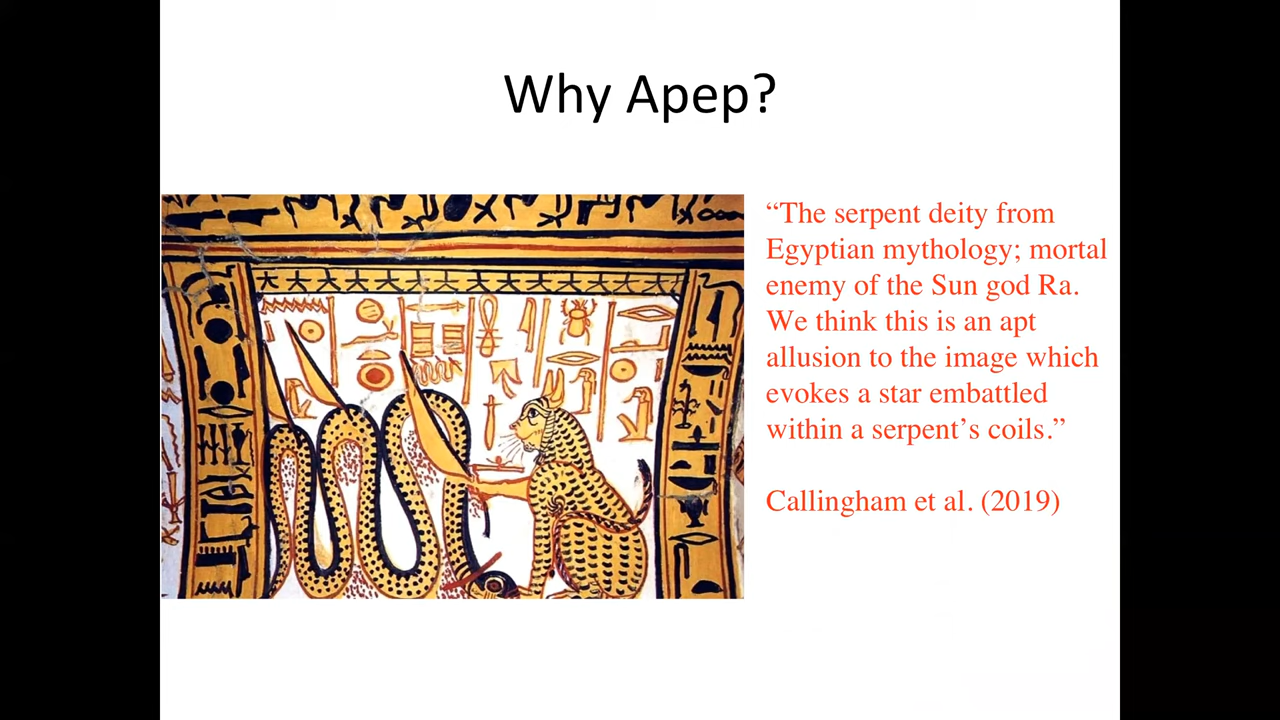 Why Apep?
“The serpent deity from
Egyptian mythology; mortal
enemy of the Sun god Ra.
We think this is an apt
allusion to the image which
evokes a star embattled
within a serpent’s coils.”
Callingham et al. (2019)